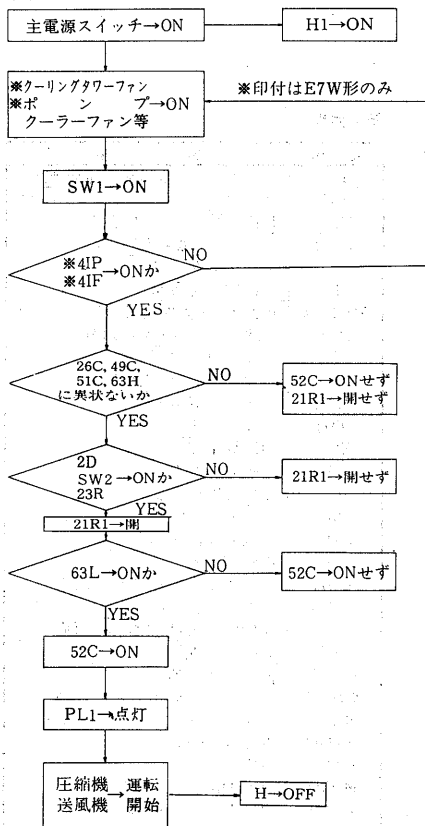 主電源スイッチ→ON
H1→ON
※クーリングタワーファン
※ポンプ→ON
クーラーファン等
※印付はE7W形のみ
SW1→ON
※4IP
※4IF→ONか
NO
YES
26C,49C,
51C,63H
に異状ないか
NO
52C→ONせず
21R1→開せず
YES
2D
SW2→ONか
23R
NO
21R1→開せず
YES
21R1→開
63L→ONか
NO
52C→ONせず
YES
52C→ON
PL1→点灯
圧縮機→運転
送風機 開始
H→OFF